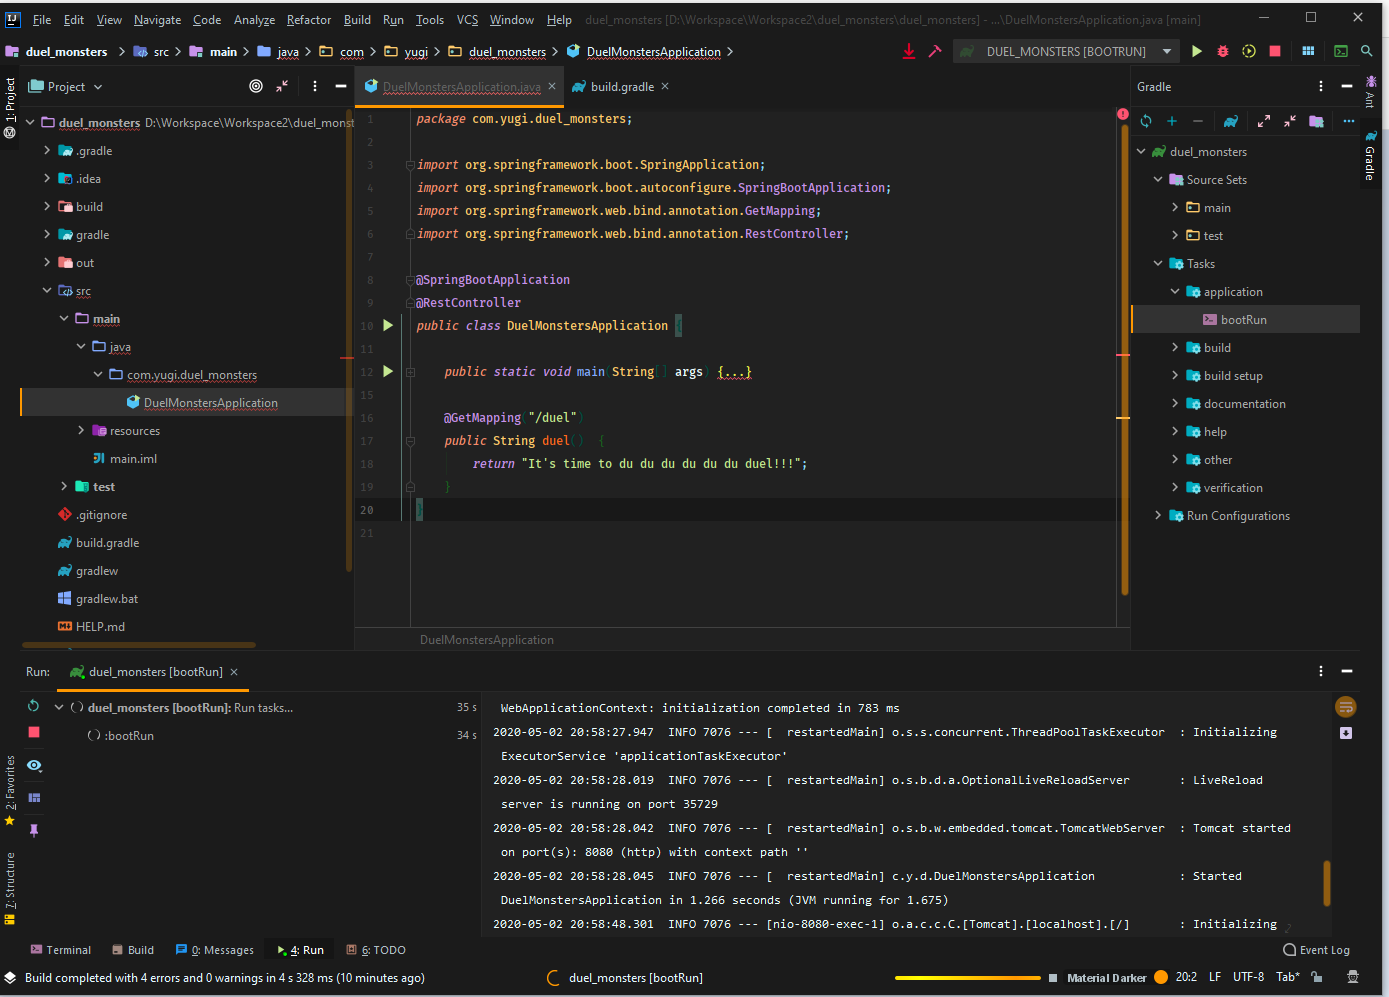 File Edit View Navigate Code Analyze Refactor Build Run Tools VCS Window Help duel_monsters [D:\Workspace\Workspace2\duel_monsters\duel_monsters] - ...\DuelMonstersApplication.java [main]
duel_monsters src main java com yugi duel_monsters DuelMonstersApplication DUEL_MONSTERS [BOOTRUN]
1: Project
Project
DuelMonstersApplication.java
build.gradle
Gradle
Ant
Gradle
duel_monsters D:\Workspace\Workspace2\duel_monst
.gradle
.idea
build
gradle
out
src
main
java
com.yugi.duel_monsters
DuelMonstersApplication
resources
main.iml
test
.gitignore
build.gradle
gradlew
gradlew.bat
HELP.md
1 package com.yugi.duel_monsters;
2
3 import org.springframework.boot.SpringApplication;
4 import org.springframework.boot.autoconfigure.SpringBootApplication;
5 import org.springframework.web.bind.annotation.GetMapping;
6 import org.springframework.web.bind.annotation.RestController;
7
8 @SpringBootApplication
9 @RestController
10 public class DuelMonstersApplication {
11
12 public static void main(String[] args) {...}
15
16 @GetMapping("/duel")
17 public String duel() {
18 return "It's time to du du du du du du duel!!!";
19 }
20 }
21
DuelMonstersApplication
duel_monsters
Source Sets
main
test
Tasks
application
bootRun
build
build setup
documentation
help
other
verification
Run Configurations
Run: duel_monsters [bootRun]
duel_monsters [bootRun]: Run tasks... 35 s
:bootRun 34 s
WebApplicationContext: initialization completed in 783 ms
2020-05-02 20:58:27.947 INFO 7076 --- [ restartedMain] o.s.s.concurrent.ThreadPoolTaskExecutor : Initializing
ExecutorService 'applicationTaskExecutor'
2020-05-02 20:58:28.019 INFO 7076 --- [ restartedMain] o.s.b.d.a.OptionalLiveReloadServer : LiveReload
server is running on port 35729
2020-05-02 20:58:28.042 INFO 7076 --- [ restartedMain] o.s.b.w.embedded.tomcat.TomcatWebServer : Tomcat started
on port(s): 8080 (http) with context path ''
2020-05-02 20:58:28.045 INFO 7076 --- [ restartedMain] c.y.d.DuelMonstersApplication : Started
DuelMonstersApplication in 1.266 seconds (JVM running for 1.675)
2020-05-02 20:58:48.301 INFO 7076 --- [nio-8080-exec-1] o.a.c.c.C.[Tomcat].[localhost].[/] : Initializing
2: Favorites
7: Structure
Terminal Build 0: Messages 4: Run 6: TODO Event Log
Build completed with 4 errors and 0 warnings in 4 s 328 ms (10 minutes ago) duel_monsters [bootRun] Material Darker 20:2 LF UTF-8 Tab*